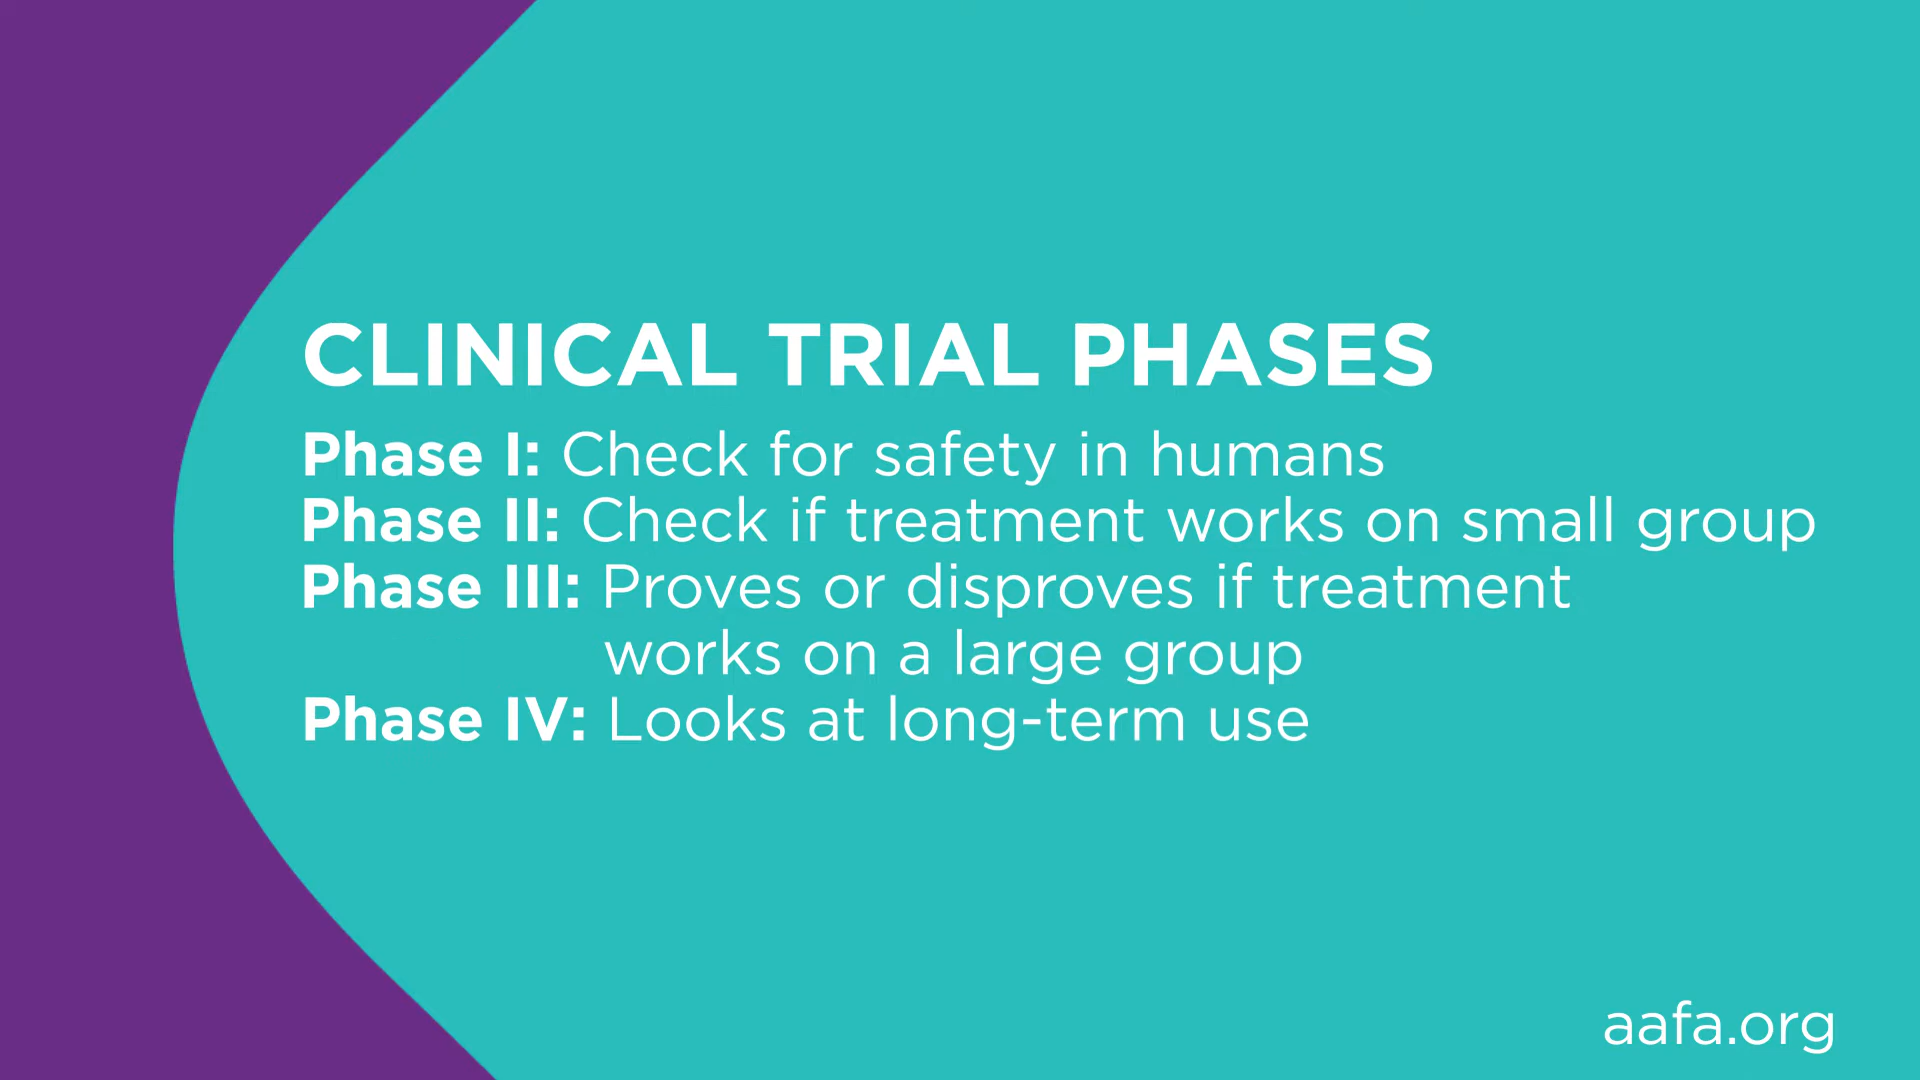 CLINICAL TRIAL PHASES
Phase I: Check for safety in humans
Phase II: Check if treatment works on small group
Phase III: Proves or disproves if treatment
works on a large group
Phase IV: Looks at long-term use
aafa.org